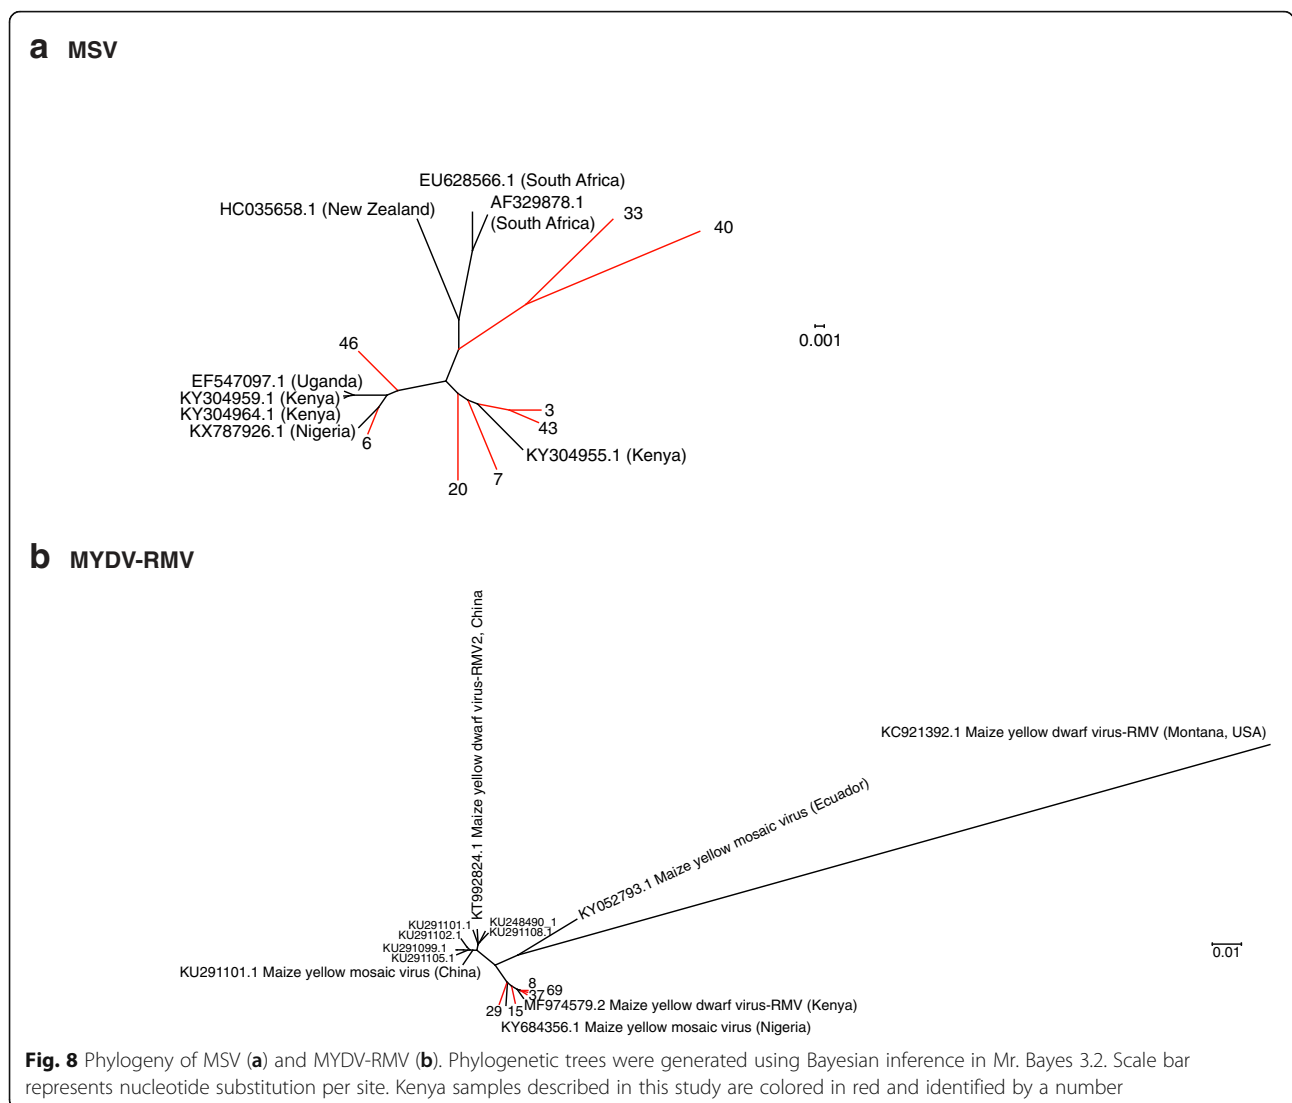 a MSV
EU628566.1 (South Africa)
HC035658.1 (New Zealand)
AF329878.1
(South Africa)
33
40
0.001
46
EF547097.1 (Uganda)
KY304959.1 (Kenya)
KY304964.1 (Kenya)
KX787926.1 (Nigeria)
6
3
43
KY304955.1 (Kenya)
7
20
b MYDV-RMV
KT992824.1 Maize yellow dwarf virus-RMV2, China
KC921392.1 Maize yellow dwarf virus-RMV (Montana, USA)
KY052793.1 Maize yellow mosaic virus (Ecuador)
KU291101.1
KU248490_1
KU291102.1
KU291108.1
KU291099.1
KU291105.1
KU291101.1 Maize yellow mosaic virus (China)
0.01
8
69
37
MF974579.2 Maize yellow dwarf virus-RMV (Kenya)
29
15
KY684356.1 Maize yellow mosaic virus (Nigeria)
Fig. 8 Phylogeny of MSV (a) and MYDV-RMV (b). Phylogenetic trees were generated using Bayesian inference in Mr. Bayes 3.2. Scale bar
represents nucleotide substitution per site. Kenya samples described in this study are colored in red and identified by a number